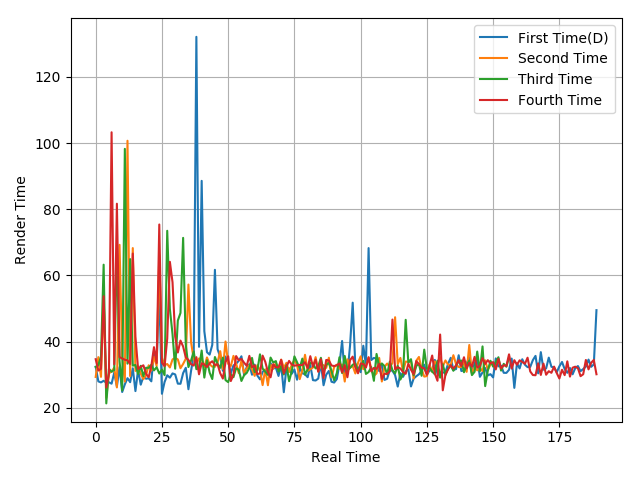 First Time(D)
Second Time
Third Time
Fourth Time
Render Time
120
100
80
60
40
20
0 25 50 75 100 125 150 175
Real Time